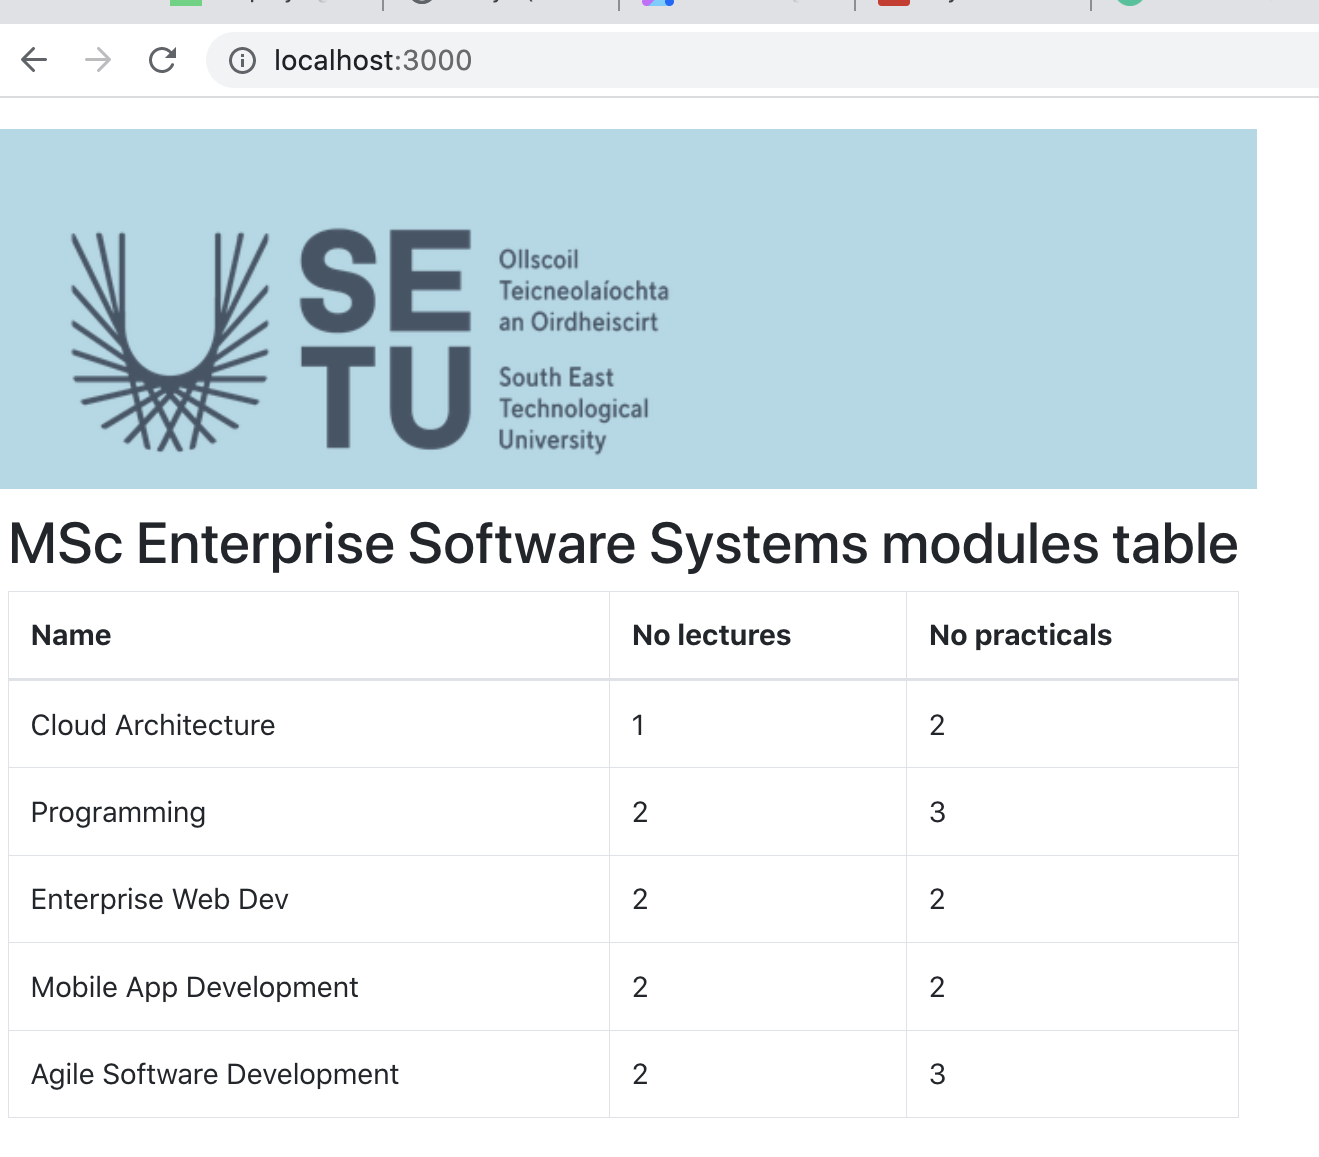 localhost:3000
SE
TU
Ollscoil
Teicneolaíochta
an Oirdheiscirt
South East
Technological
University
MSc Enterprise Software Systems modules table
Name No lectures No practicals
Cloud Architecture 1 2
Programming 2 3
Enterprise Web Dev 2 2
Mobile App Development 2 2
Agile Software Development 2 3